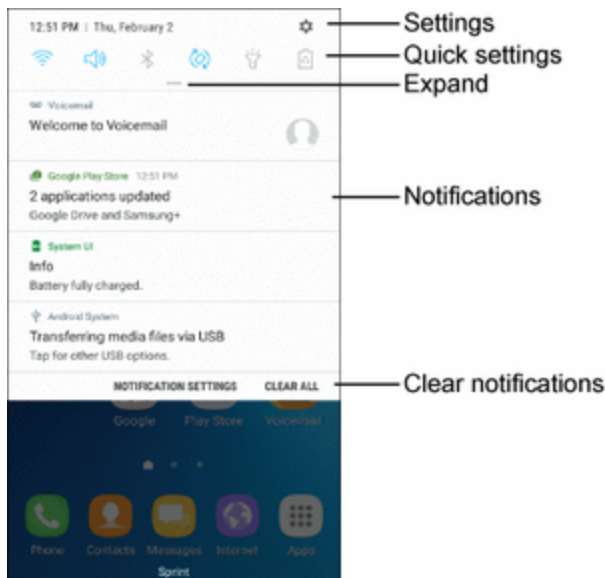 12:51 PM | Thu, February 2
Settings
Quick settings
Expand
Voicemail
Welcome to Voicemail
Google Play Store 12:51 PM
2 applications updated
Google Drive and Samsung+
Notifications
System UI
Info
Battery fully charged.
Android System
Transferring media files via USB
Tap for other USB options.
NOTIFICATION SETTINGS CLEAR ALL
Clear notifications
Google Play Store Voicemail
Phone Contacts Messages Internet Apps
Sprint